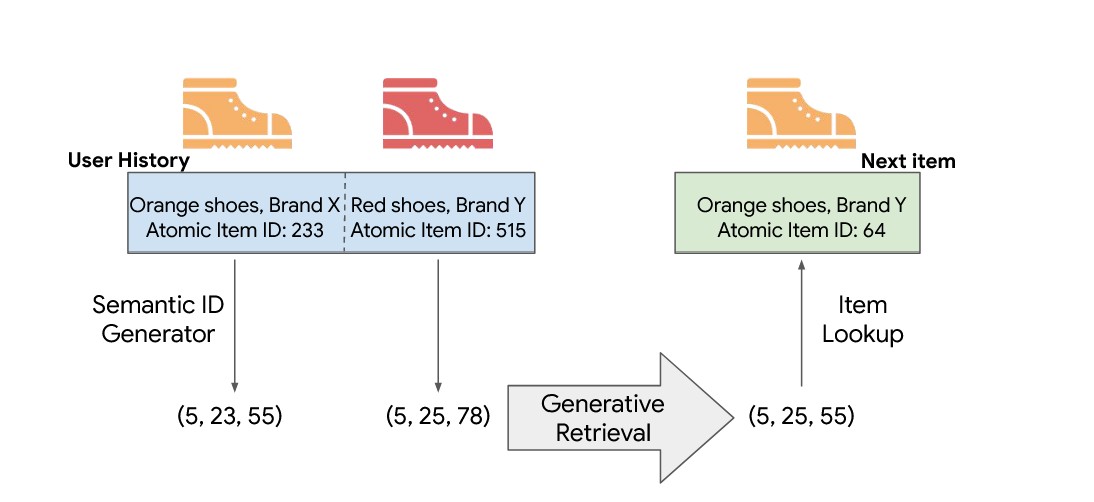 User History
Next item
Orange shoes, Brand X
Atomic Item ID: 233
Red shoes, Brand Y
Atomic Item ID: 515
Orange shoes, Brand Y
Atomic Item ID: 64
Semantic ID
Generator
Item
Lookup
(5, 23, 55)
(5, 25, 78)
Generative
Retrieval
(5, 25, 55)